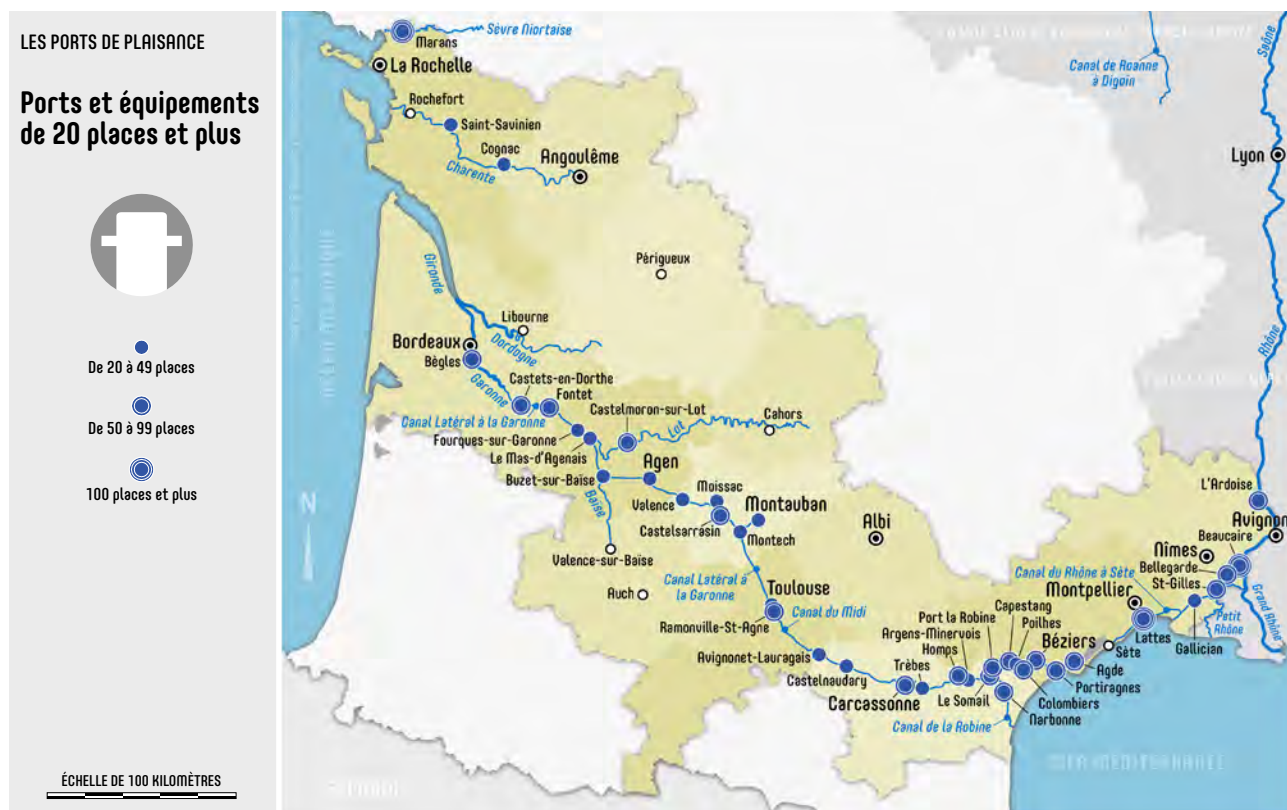 LES PORTS DE PLAISANCE
Ports et équipements
de 20 places et plus
De 20 à 49 places
De 50 à 99 places
100 places et plus
ÉCHELLE DE 100 KILOMÈTRES
Sèvre Niortaise
Marans
La Rochelle
Rochefort
Saint-Savinien
Cognac
Charente
Angoulême
Canal de Roanne
à Digoin
Saône
Lyon
Rhône
Périgueux
Gironde
Libourne
Dordogne
Bordeaux
Bègles
Garonne
Castets-en-Dorthe
Fontet
Canal Latéral à la Garonne
Castelmoron-sur-Lot
Lot
Cahors
Fourques-sur-Garonne
Le Mas-d'Agenais
Buzet-sur-Baïse
Agen
Baïse
Valence
Moissac
Montauban
Castelsarrasin
Montech
Valence-sur-Baïse
Auch
Albi
Canal Latéral à
la Garonne
Toulouse
Canal du Midi
Ramonville-St-Agne
Avignonet-Lauragais
Castelnaudary
Carcassonne
Trèbes
Homps
Argens-Minervois
Port la Robine
Le Somail
Capestang
Poilhes
Béziers
Colombiers
Narbonne
Canal de la Robine
Portiragnes
Agde
Sète
Montpellier
Lattes
Canal du Rhône à Sète
Gallician
Petit
Rhône
Grand Rhône
St-Gilles
Bellegarde
Beaucaire
Nîmes
Avignon
L'Ardoise
N
MER MÉDITERRANÉE